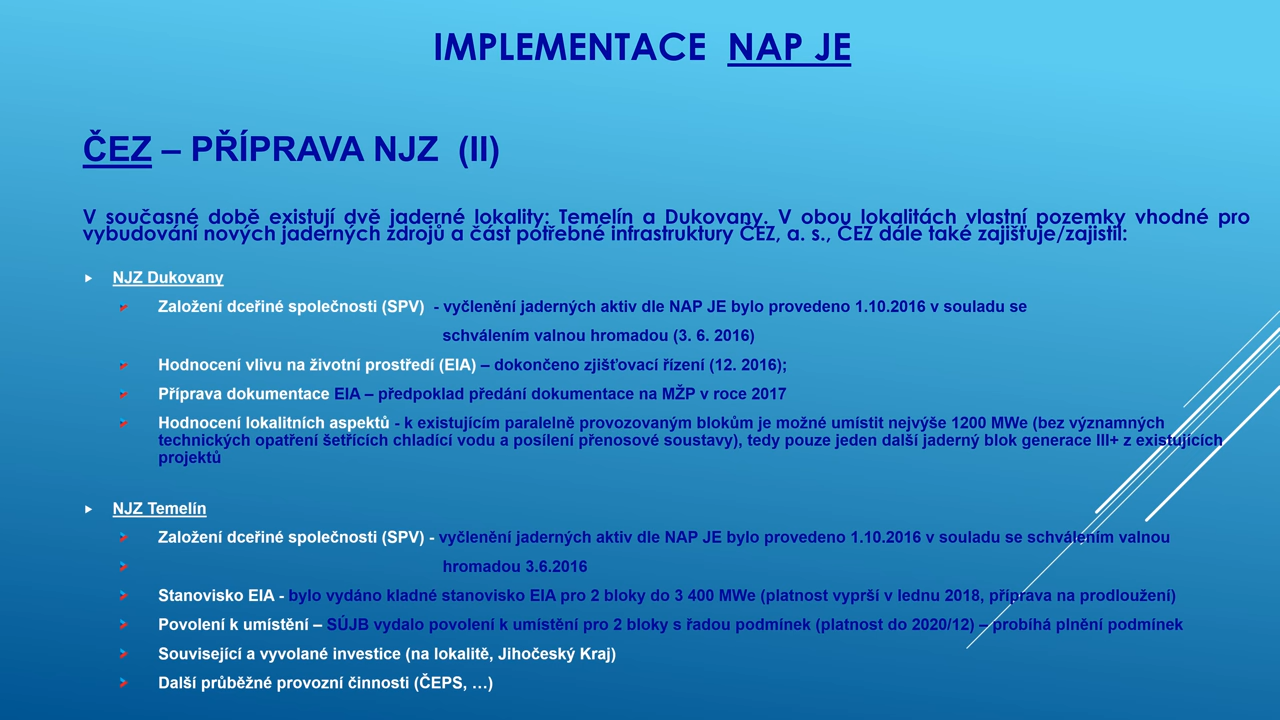 IMPLEMENTACE NAP JE
ČEZ – PŘÍPRAVA NJZ (II)
V současné době existují dvě jaderné lokality: Temelín a Dukovany. V obou lokalitách vlastní pozemky vhodné pro
vybudování nových jaderných zdrojů a část potřebné infrastruktury ČEZ, a. s., ČEZ dále také zajišťuje/zajistil:
NJZ Dukovany
Založení dceřiné společnosti (SPV) - vyčlenění jaderných aktiv dle NAP JE bylo provedeno 1.10.2016 v souladu se
schválením valnou hromadou (3. 6. 2016)
Hodnocení vlivu na životní prostředí (EIA) – dokončeno zjišťovací řízení (12. 2016);
Příprava dokumentace EIA – předpoklad předání dokumentace na MŽP v roce 2017
Hodnocení lokalitních aspektů - k existujícím paralelně provozovaným blokům je možné umístit nejvýše 1200 MWe (bez významných
technických opatření šetřících chladící vodu a posílení přenosové soustavy), tedy pouze jeden další jaderný blok generace III+ z existujících
projektů
NJZ Temelín
Založení dceřiné společnosti (SPV) - vyčlenění jaderných aktiv dle NAP JE bylo provedeno 1.10.2016 v souladu se schválením valnou
hromadou 3.6.2016
Stanovisko EIA - bylo vydáno kladné stanovisko EIA pro 2 bloky do 3 400 MWe (platnost vyprší v lednu 2018, příprava na prodloužení)
Povolení k umístění – SÚJB vydalo povolení k umístění pro 2 bloky s řadou podmínek (platnost do 2020/12) – probíhá plnění podmínek
Související a vyvolané investice (na lokalitě, Jihočeský Kraj)
Další průběžné provozní činnosti (ČEPS, …)